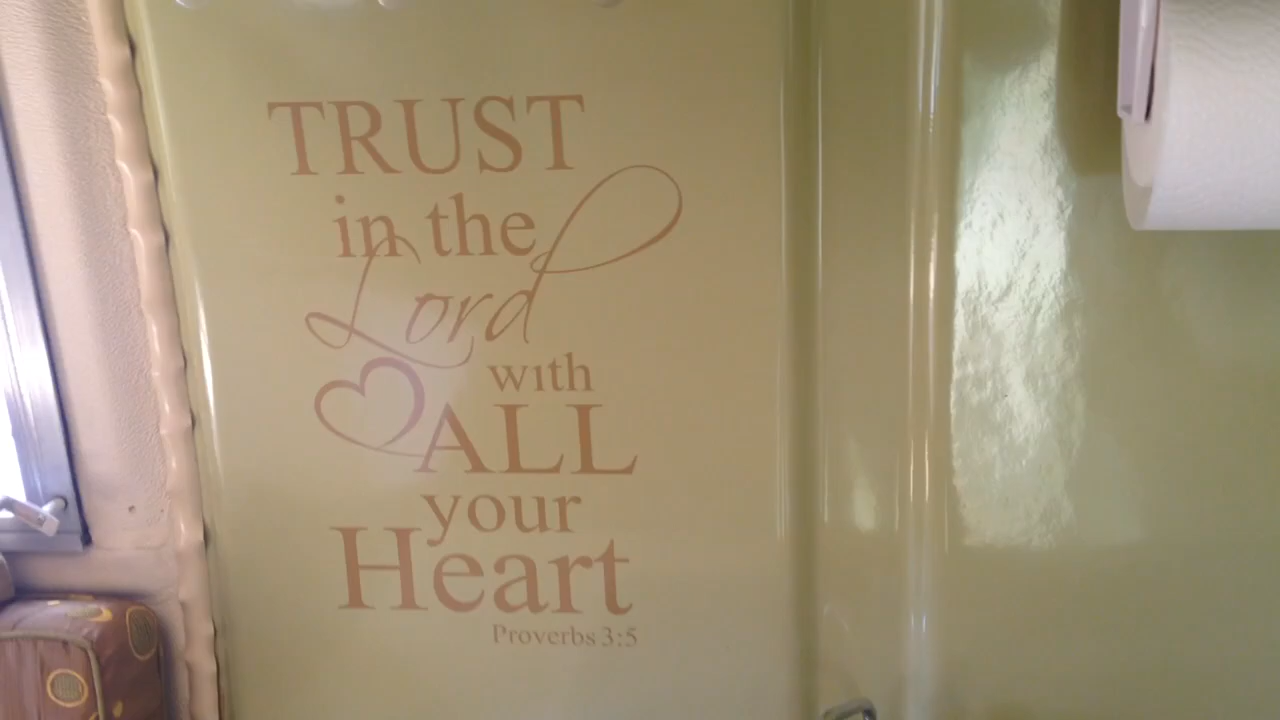 TRUST
in the
Lord
with
ALL
your
Heart
Proverbs 3:5